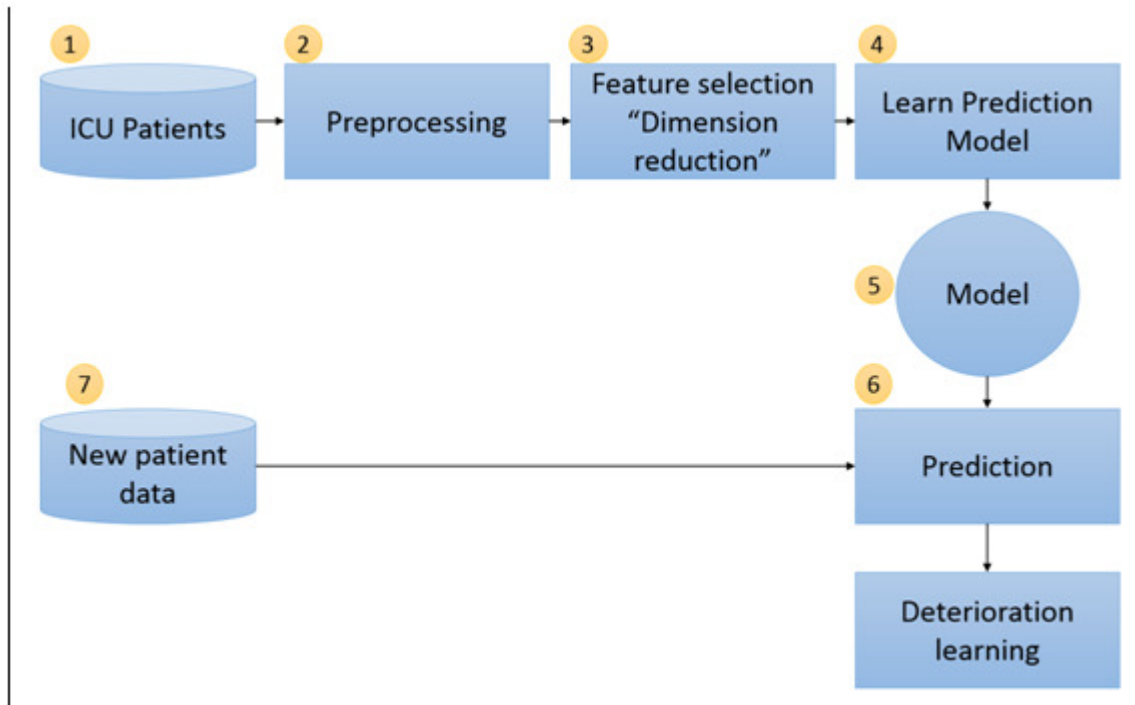 1
ICU Patients
2
Preprocessing
3
Feature selection
“Dimension
reduction”
4
Learn Prediction
Model
5
Model
7
New patient
data
6
Prediction
Deterioration
learning